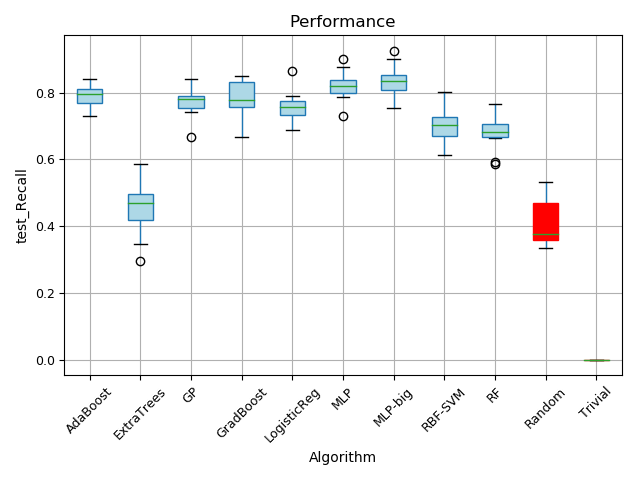 Performance
test_Recall
0.8
0.6
0.4
0.2
0.0
AdaBoost
ExtraTrees
GP
GradBoost
LogisticReg
MLP
MLP-big
RBF-SVM
RF
Random
Trivial
Algorithm